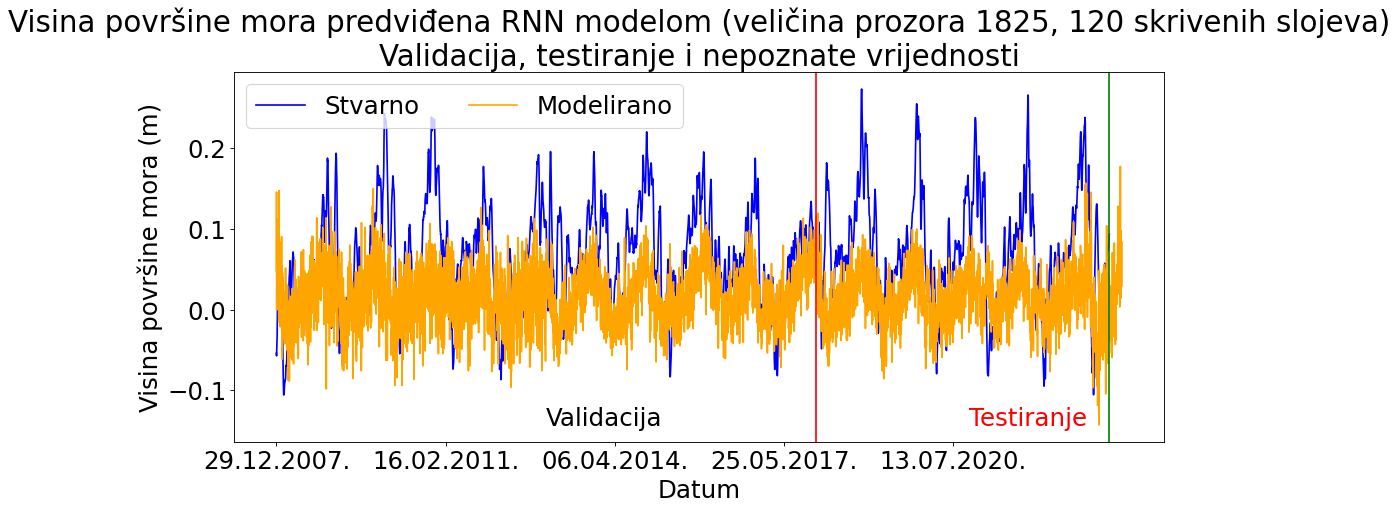 Visina površine mora predviđena RNN modelom (veličina prozora 1825, 120 skrivenih slojeva)
Validacija, testiranje i nepoznate vrijednosti
Stvarno
Modelirano
Visina površine mora (m)
0.2
0.1
0.0
−0.1
Validacija
Testiranje
29.12.2007.
16.02.2011.
06.04.2014.
25.05.2017.
13.07.2020.
Datum